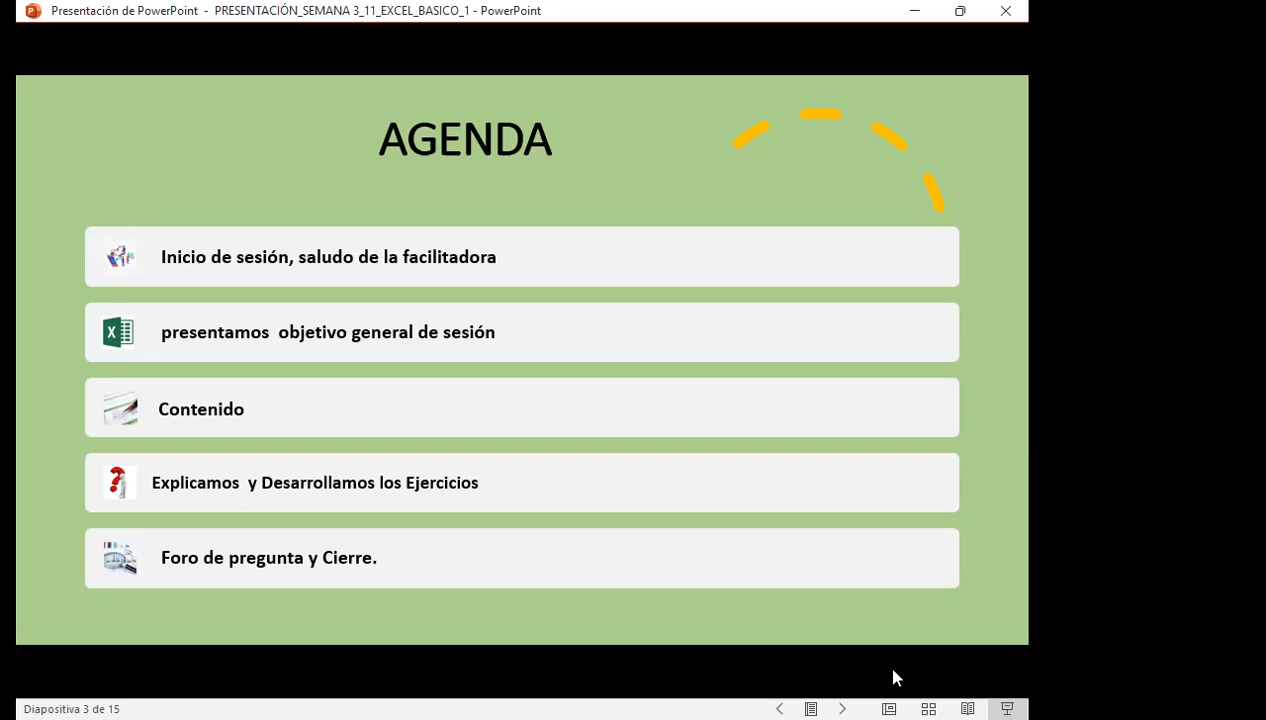 Presentación de PowerPoint - PRESENTACIÓN_SEMANA 3_11_EXCEL_BASICO_1 - PowerPoint
AGENDA
Inicio de sesión, saludo de la facilitadora
presentamos  objetivo general de sesión
Contenido
Explicamos  y Desarrollamos los Ejercicios
Foro de pregunta y Cierre.
Diapositiva 3 de 15